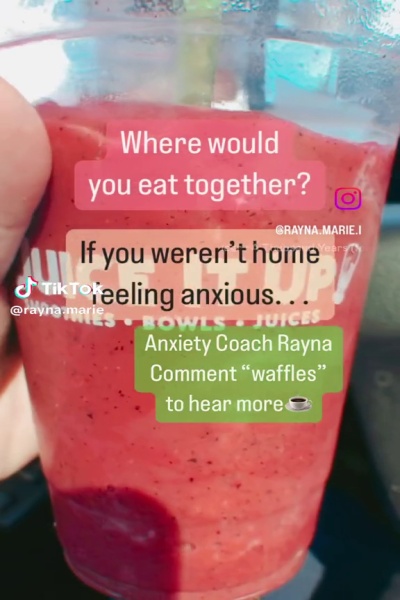 Where would
you eat together?
@RAYNA.MARIE.I
If you weren't home
feeling anxious...
JUICE IT UP!
SMOOTHIES • BOWLS • JUICES
TikTok
@rayna.marie
Anxiety Coach Rayna
Comment “waffles”
to hear more☕